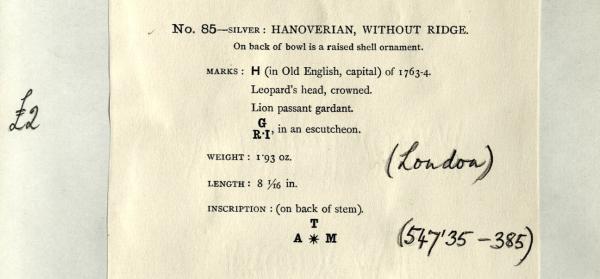 No. 85—SILVER: HANOVERIAN, WITHOUT RIDGE.
On back of bowl is a raised shell ornament.
MARKS: H (in Old English, capital) of 1763-4.
Leopard's head, crowned.
Lion passant gardant.
G
R·I, in an escutcheon.
£2
WEIGHT: 1·93 oz.
(London)
LENGTH: 8 1/16 in.
INSCRIPTION: (on back of stem).
T
A ✴ M
(547'35 - 385)